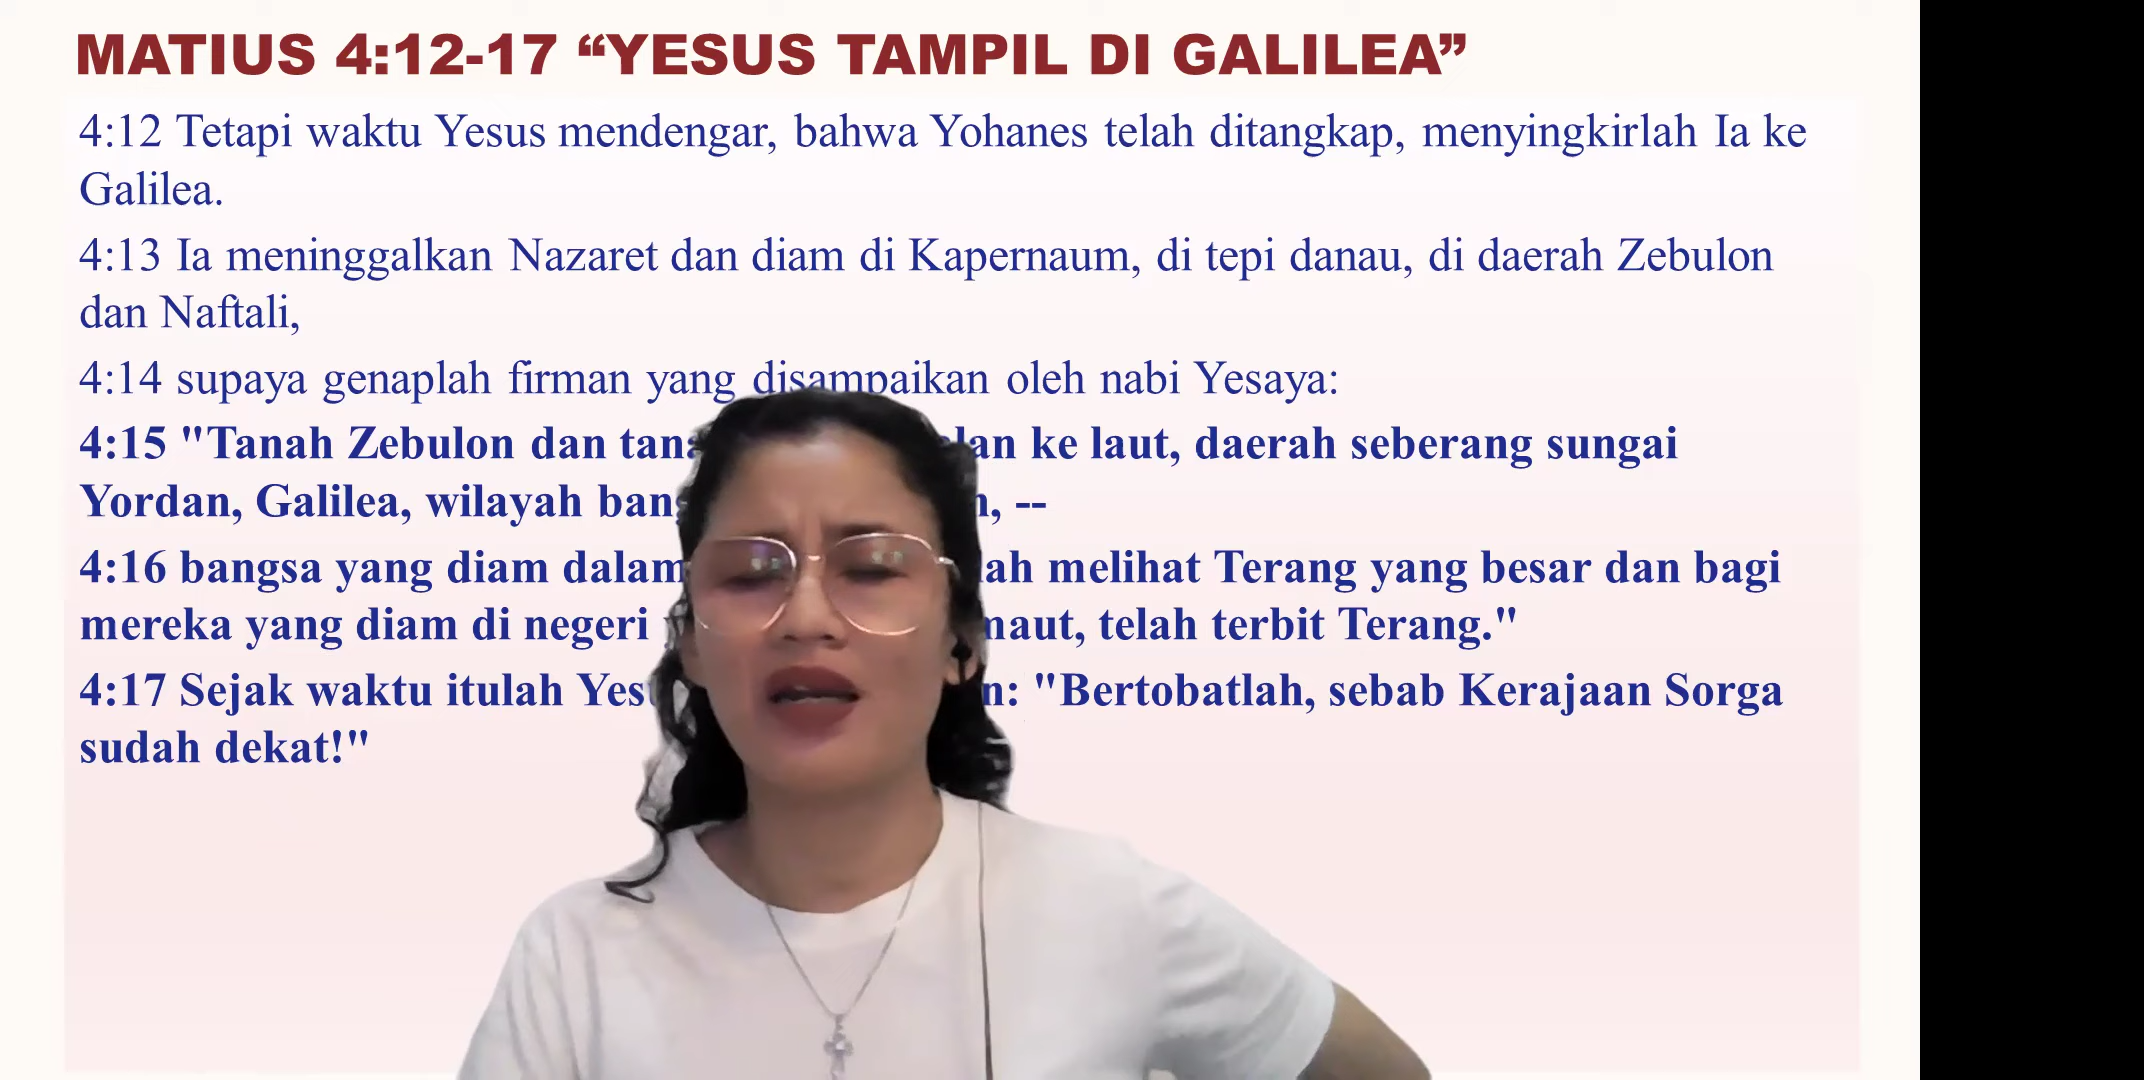 MATIUS 4:12-17 “YESUS TAMPIL DI GALILEA”
4:12 Tetapi waktu Yesus mendengar, bahwa Yohanes telah ditangkap, menyingkirlah Ia ke
Galilea.
4:13 Ia meninggalkan Nazaret dan diam di Kapernaum, di tepi danau, di daerah Zebulon
dan Naftali,
4:14 supaya genaplah firman yang disampaikan oleh nabi Yesaya:
4:15 "Tanah Zebulon dan ke laut, daerah seberang sungai
Yordan, Galilea, wilayah --
4:16 bangsa yang diam dalam melihat Terang yang besar dan bagi
mereka yang diam di negeri maut, telah terbit Terang."
4:17 Sejak waktu itulah "Bertobatlah, sebab Kerajaan Sorga
sudah dekat!"